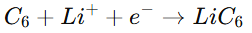 C₆ + Li⁺ + e⁻ → LiC₆